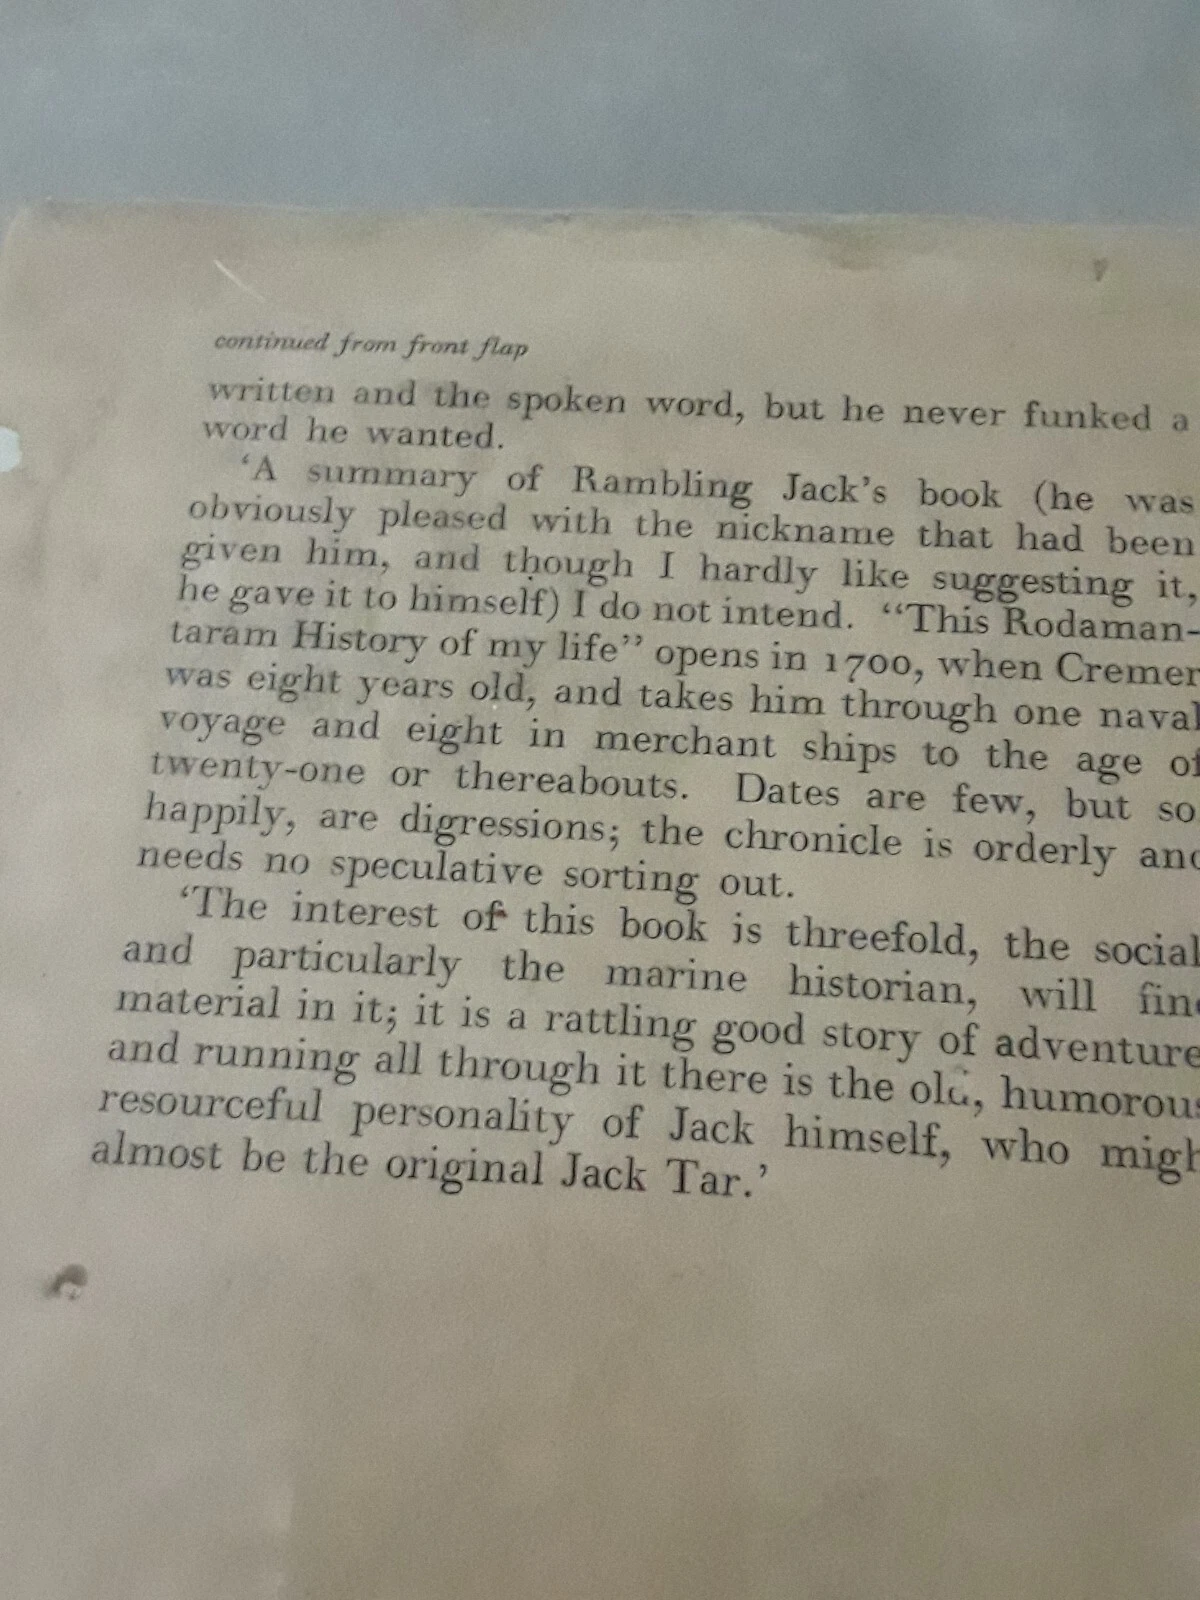 continued from front flap
written and the spoken word, but he never funked a
word he wanted.
‘A summary of Rambling Jack’s book (he was
obviously pleased with the nickname that had been
given him, and though I hardly like suggesting it,
he gave it to himself) I do not intend. “This Rodaman-
taram History of my life” opens in 1700, when Cremer
was eight years old, and takes him through one naval
voyage and eight in merchant ships to the age of
twenty-one or thereabouts. Dates are few, but so
happily, are digressions; the chronicle is orderly and
needs no speculative sorting out.
‘The interest of this book is threefold, the social
and particularly the marine historian, will find
material in it; it is a rattling good story of adventure
and running all through it there is the old, humorous
resourceful personality of Jack himself, who migh
almost be the original Jack Tar.’